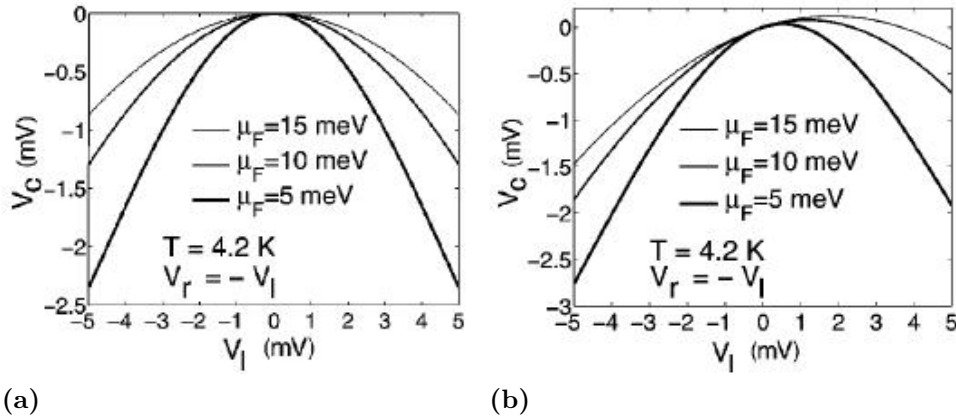 0
−0.5
−1
−1.5
−2
−2.5
V_C (mV)
μ_F=15 meV
μ_F=10 meV
μ_F=5 meV
T = 4.2 K
V_r = − V_l
−5 −4 −3 −2 −1 0 1 2 3 4 5
V_l (mV)
(a)
0
−0.5
−1
−1.5
−2
−2.5
−3
V_C (mV)
μ_F=15 meV
μ_F=10 meV
μ_F=5 meV
T = 4.2 K
V_r = − V_l
−5 −4 −3 −2 −1 0 1 2 3 4 5
V_l (mV)
(b)